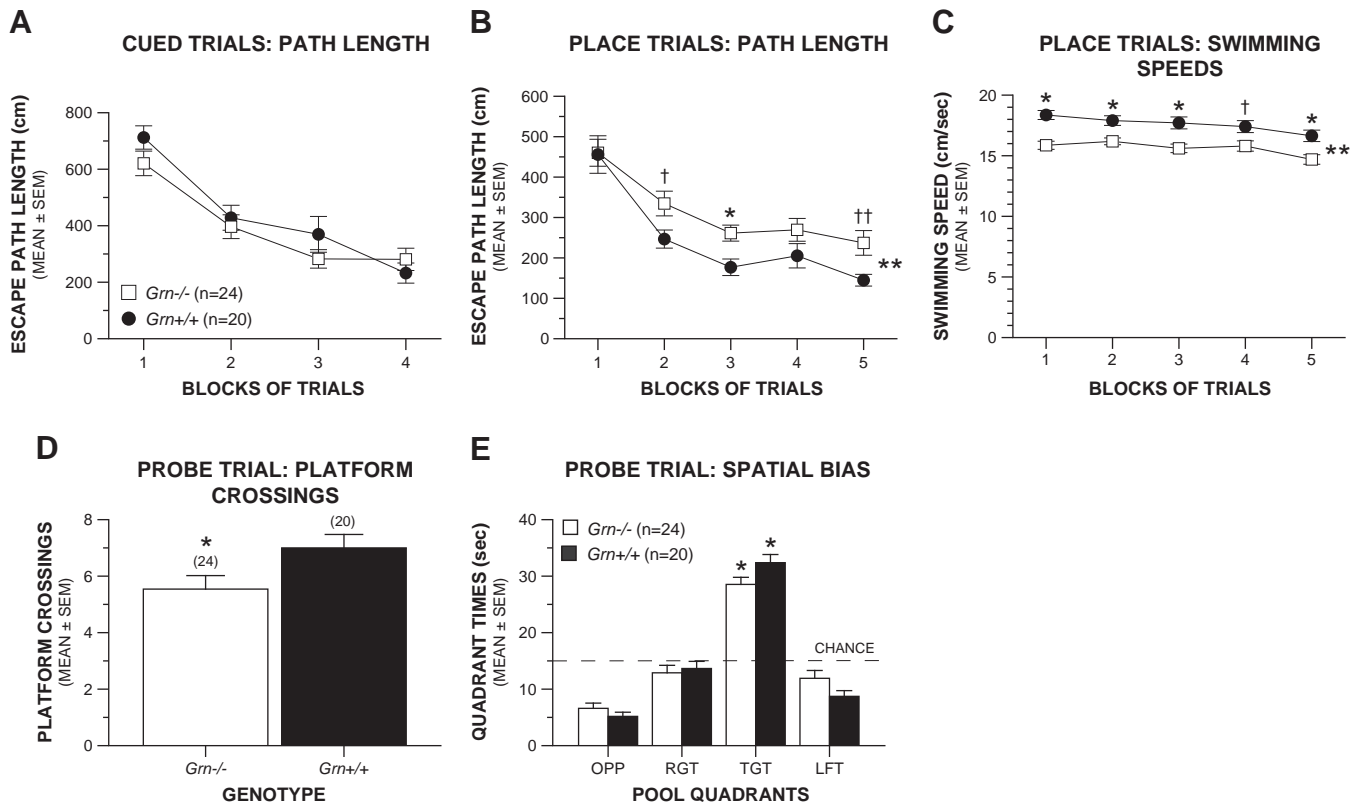 A
CUED TRIALS: PATH LENGTH
ESCAPE PATH LENGTH (cm)
(MEAN ± SEM)
800
600
400
200
0
Grn-/- (n=24)
Grn+/+ (n=20)
1 2 3 4
BLOCKS OF TRIALS
B
PLACE TRIALS: PATH LENGTH
ESCAPE PATH LENGTH (cm)
(MEAN ± SEM)
600
500
400
300
200
100
0
† * ††
**
1 2 3 4 5
BLOCKS OF TRIALS
C
PLACE TRIALS: SWIMMING
SPEEDS
SWIMMING SPEED (cm/sec)
(MEAN ± SEM)
20
15
10
5
0
* * * † *
**
1 2 3 4 5
BLOCKS OF TRIALS
D
PROBE TRIAL: PLATFORM
CROSSINGS
PLATFORM CROSSINGS
(MEAN ± SEM)
8
6
4
2
0
*
(24)
(20)
Grn-/- Grn+/+
GENOTYPE
E
PROBE TRIAL: SPATIAL BIAS
QUADRANT TIMES (sec)
(MEAN ± SEM)
40
30
20
10
0
Grn-/- (n=24)
Grn+/+ (n=20)
* *
CHANCE
OPP RGT TGT LFT
POOL QUADRANTS